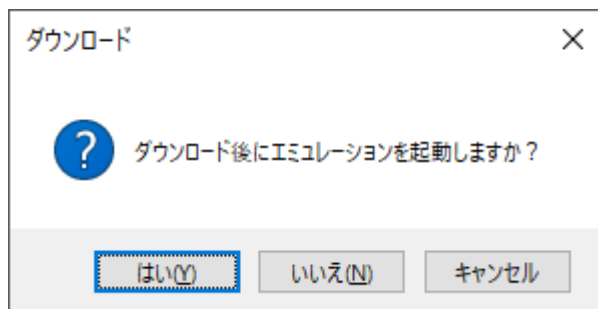 ダウンロード
ダウンロード後にエミュレーションを起動しますか？
はい(Y)
いいえ(N)
キャンセル